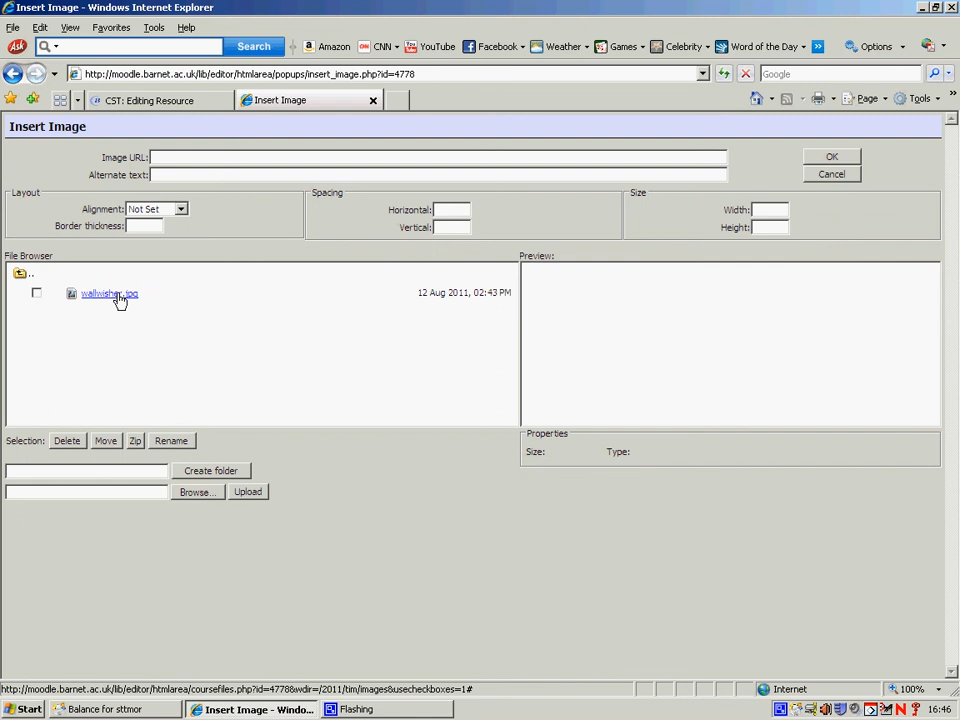 Insert Image - Windows Internet Explorer
File Edit View Favorites Tools Help
Ask Search Amazon CNN YouTube Facebook Weather Games Celebrity Word of the Day » Options
http://moodle.barnet.ac.uk/lib/editor/htmlarea/popups/insert_image.php?id=4778 Google
CST: Editing Resource Insert Image Page Tools »
Insert Image
Image URL: OK
Alternate text: Cancel
Layout Spacing Size
Alignment: Not Set Horizontal: Width:
Border thickness: Vertical: Height:
File Browser Preview:
..
wallwisher.jpg 12 Aug 2011, 02:43 PM
Selection: Delete Move Zip Rename Properties
Size: Type:
Create folder
Browse... Upload
http://moodle.barnet.ac.uk/lib/editor/htmlarea/coursefiles.php?id=4778&wdir=/2011/tim/images&usecheckboxes=1# Internet 100%
Start Balance for sttmor Insert Image - Windo... Flashing 16:46